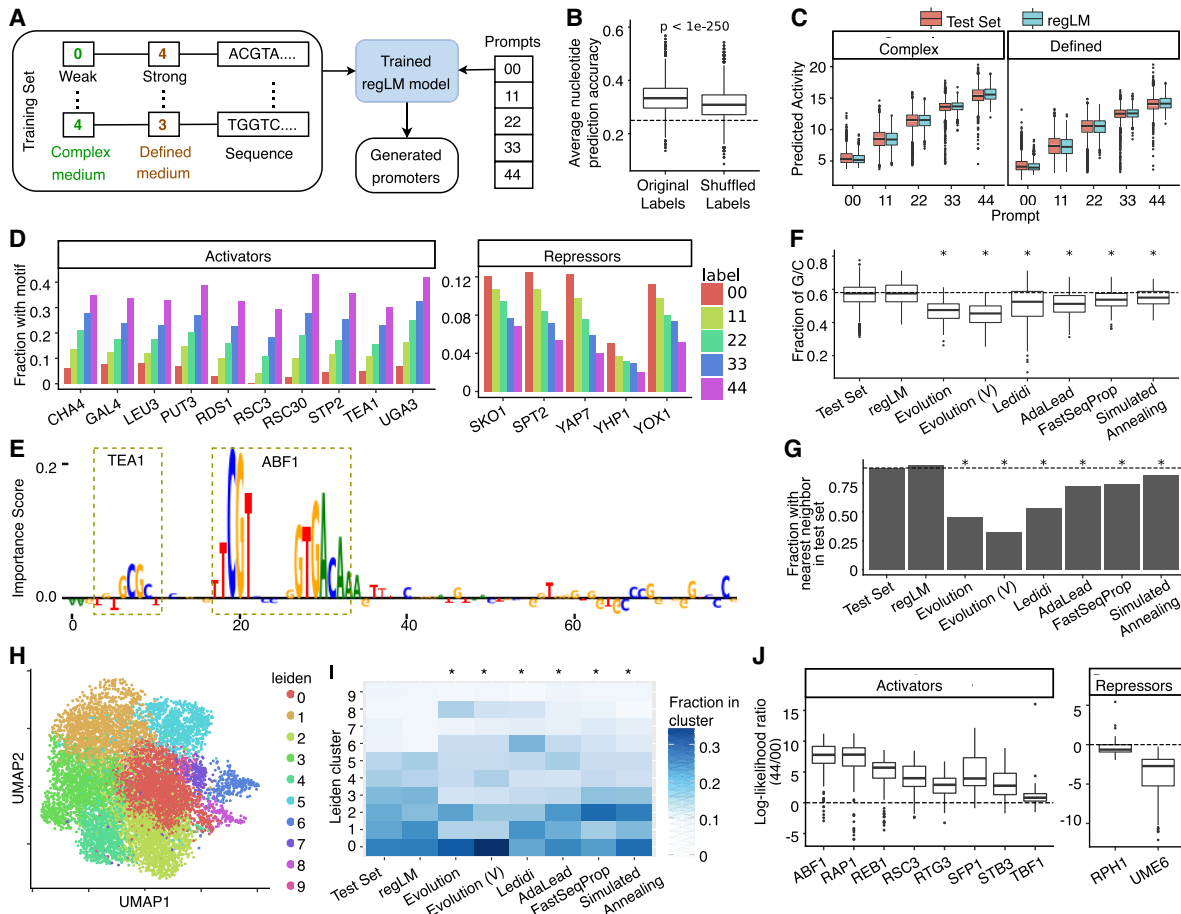 A
Training Set
0
4
ACGTA....
Weak
Strong
4
3
TGGTC....
Complex
medium
Defined
medium
Sequence
Trained
regLM model
Generated
promoters
Prompts
00
11
22
33
44
B
p < 1e-250
Average nucleotide
prediction accuracy
0.6
0.4
0.2
Original
Labels
Shuffled
Labels
C
Test Set
regLM
Complex
Defined
Predicted Activity
20
15
10
5
00 11 22 33 44
00 11 22 33 44
Prompt
D
Activators
Repressors
Fraction with motif
0.4
0.3
0.2
0.1
0
CHA4
GAL4
LEU3
PUT3
RDS1
RSC3
RSC30
STP2
TEA1
UGA3
0.12
0.08
0.04
0
SKO1
SPT2
YAP7
YHP1
YOX1
label
00
11
22
33
44
E
Importance Score
0.2
0.0
TEA1
ABF1
0 20 40 60
F
Fraction of G/C
0.8
0.6
0.4
0.2
* * * * * *
Test Set
regLM
Evolution
Evolution (V)
Ledidi
AdaLead
FastSeqProp
Simulated
Annealing
G
Fraction with
nearest neighbor
in test set
0.75
0.50
0.25
0
* * * * * *
Test Set
regLM
Evolution
Evolution (V)
Ledidi
AdaLead
FastSeqProp
Simulated
Annealing
H
UMAP2
UMAP1
leiden
0
1
2
3
4
5
6
7
8
9
I
* * * * * *
Leiden cluster
9
8
7
6
5
4
3
2
1
0
Test Set
regLM
Evolution
Evolution (V)
Ledidi
AdaLead
FastSeqProp
Simulated
Annealing
Fraction in
cluster
0.3
0.2
0.1
0
J
Activators
Repressors
Log-likelihood ratio
(44/00)
15
10
5
0
-5
ABF1
RAP1
REB1
RSC3
RTG3
SFP1
STB3
TBF1
5
0
-5
-10
RPH1
UME6